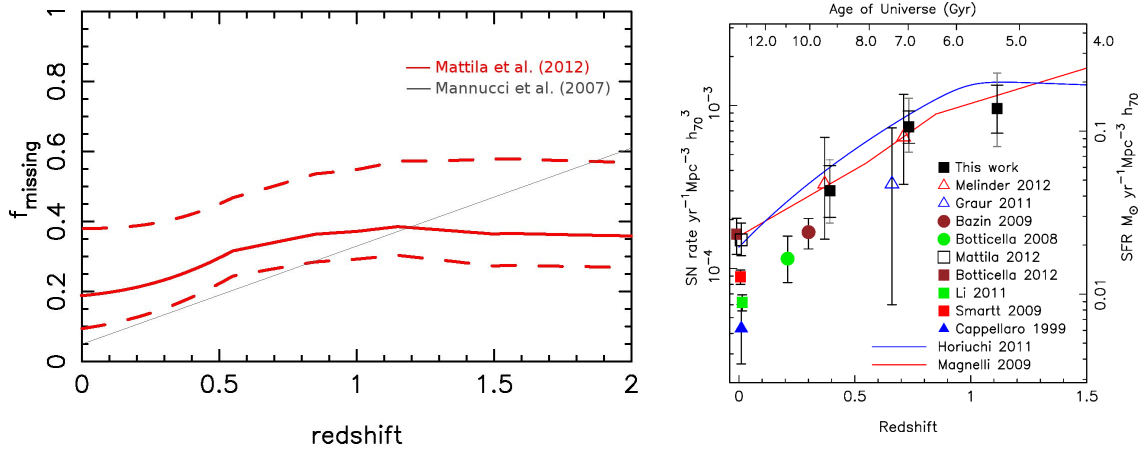 1
0.8
0.6
0.4
0.2
0
f_missing
Mattila et al. (2012)
Mannucci et al. (2007)
0
0.5
1
1.5
2
redshift
Age of Universe (Gyr)
12.0
10.0
9.0
8.0
7.0
6.0
5.0
4.0
10⁻³
10⁻⁴
SN rate yr⁻¹Mpc⁻³ h₇₀³
0.1
0.01
SFR M☉ yr⁻¹Mpc⁻³ h₇₀
This work
Melinder 2012
Graur 2011
Bazin 2009
Botticella 2008
Mattila 2012
Botticella 2012
Li 2011
Smartt 2009
Cappellaro 1999
Horiuchi 2011
Magnelli 2009
0
0.5
1
1.5
Redshift